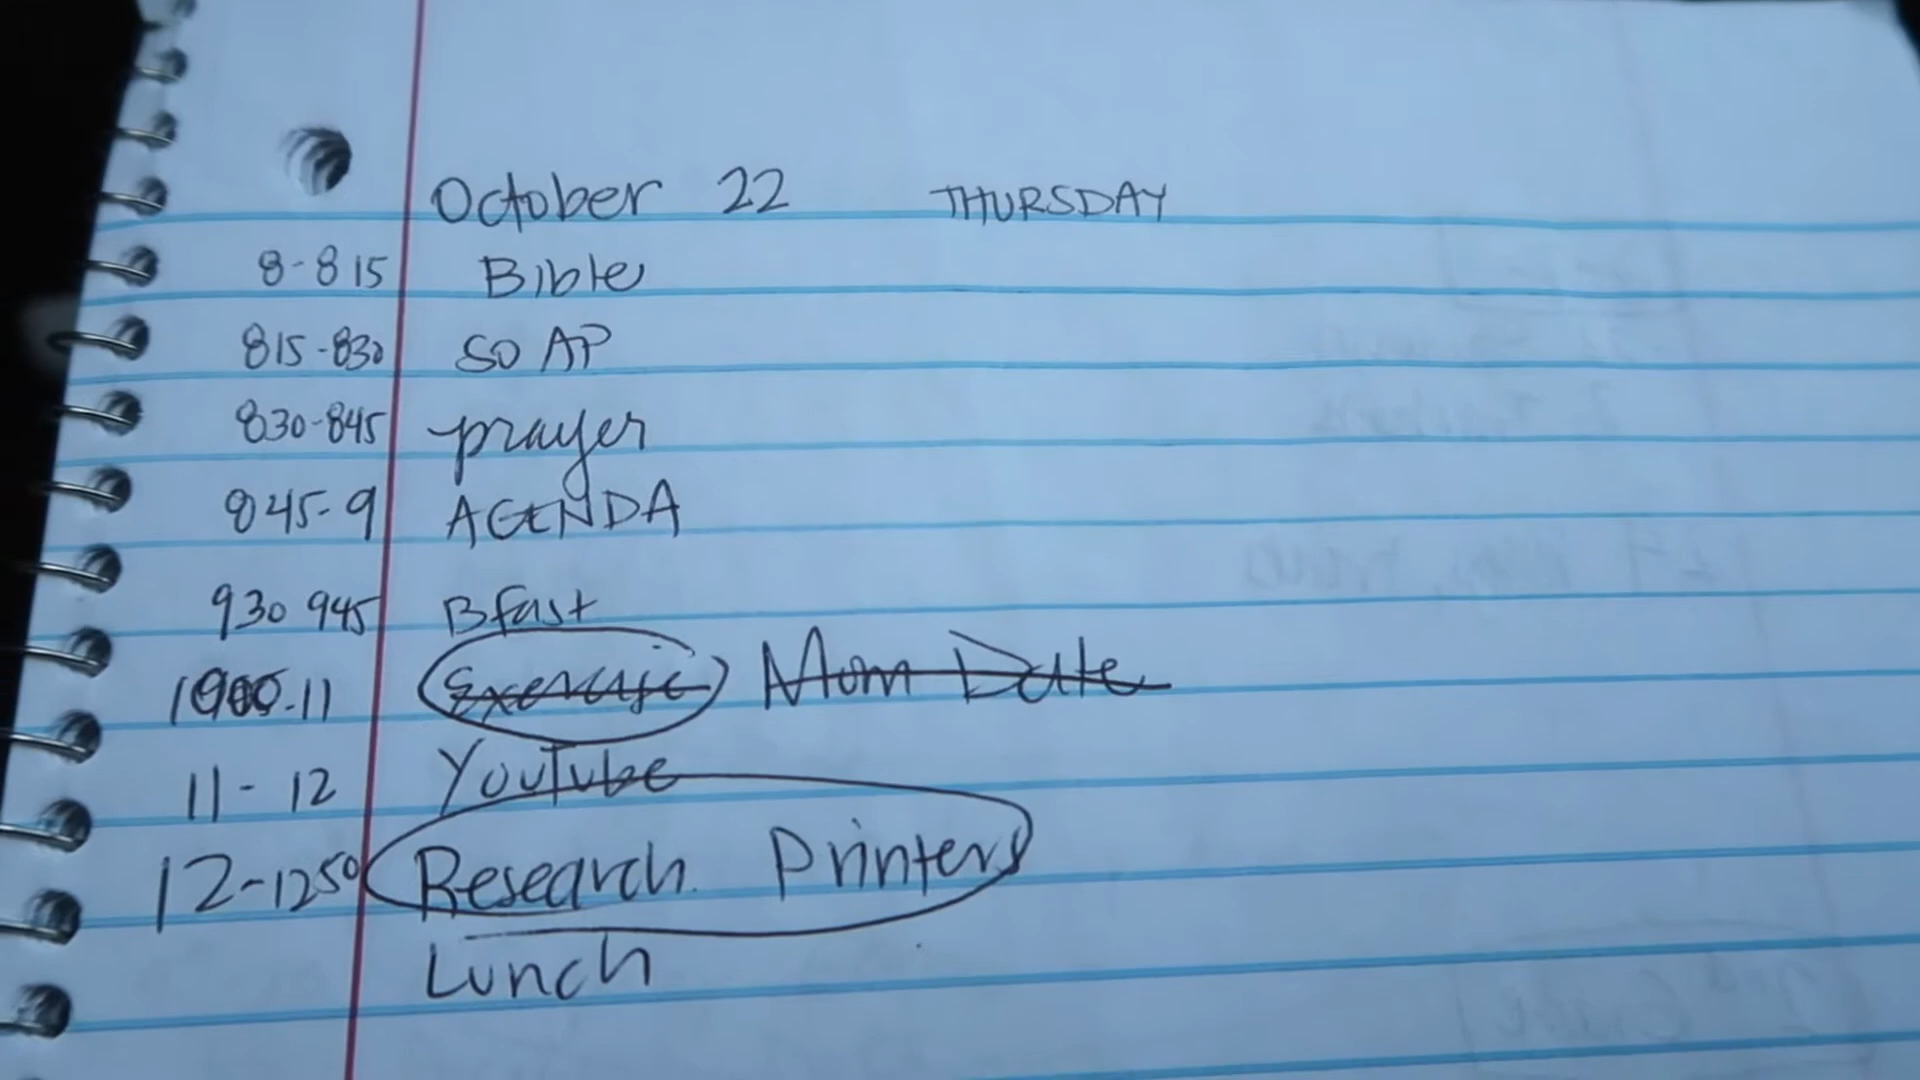 October 22 THURSDAY
8-815 Bible
815-830 SOAP
830-845 prayer
845-9 AGENDA
930 945 Bfast
-11 Exercise Mom Date
11-12 YouTube
12-1250 Research Printers
Lunch